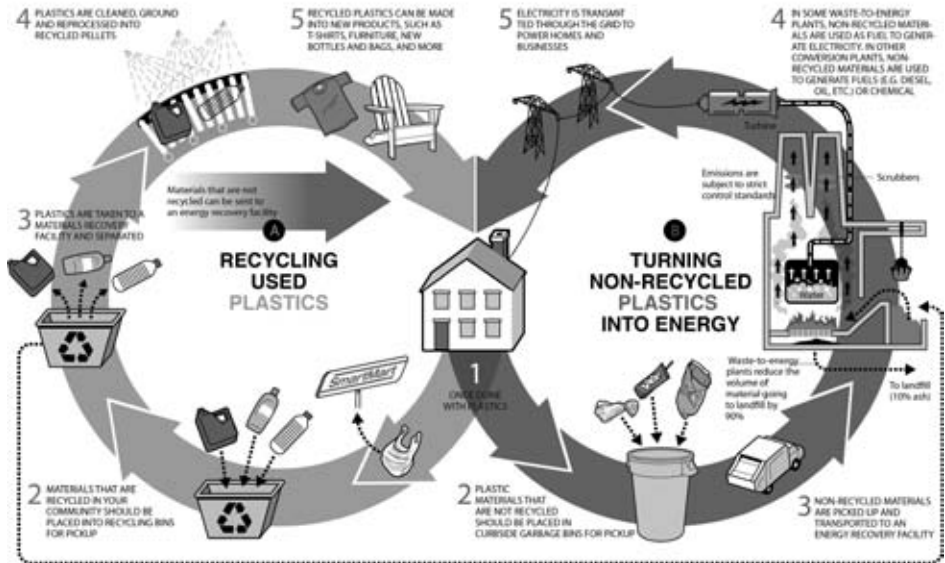 4 PLASTICS ARE CLEANED, GROUND
AND REPROCESSED INTO
RECYCLED PELLETS
5 RECYCLED PLASTICS CAN BE MADE
INTO NEW PRODUCTS, SUCH AS
T-SHIRTS, FURNITURE, NEW
BOTTLES AND BAGS, AND MORE
5 ELECTRICITY IS TRANSMIT
TED THROUGH THE GRID TO
POWER HOMES AND
BUSINESSES
4 IN SOME WASTE-TO-ENERGY
PLANTS, NON-RECYCLED MATERI-
ALS ARE USED AS FUEL TO GENER-
ATE ELECTRICITY. IN OTHER
CONVERSION PLANTS, NON-
RECYCLED MATERIALS ARE USED
TO GENERATE FUELS (E.G. DIESEL,
OIL, ETC.) OR CHEMICAL
Turbine
Scrubbers
Emissions are
subject to strict
control standards
Materials that are not
recycled can be sent to
an energy recovery facility
3 PLASTICS ARE TAKEN TO A
MATERIALS RECOVERY
FACILITY AND SEPARATED
A
RECYCLING
USED
PLASTICS
B
TURNING
NON-RECYCLED
PLASTICS
INTO ENERGY
Water
Waste-to-energy
plants reduce the
volume of
material going
to landfill by
90%
To landfill
(10% ash)
SmartMart
1
ONCE DONE
WITH PLASTICS
2 MATERIALS THAT ARE
RECYCLED IN YOUR
COMMUNITY SHOULD BE
PLACED INTO RECYCLING BINS
FOR PICKUP
2 PLASTIC
MATERIALS THAT
ARE NOT RECYCLED
SHOULD BE PLACED IN
CURBSIDE GARBAGE BINS FOR PICKUP
3 NON-RECYCLED MATERIALS
ARE PICKED UP AND
TRANSPORTED TO AN
ENERGY RECOVERY FACILITY